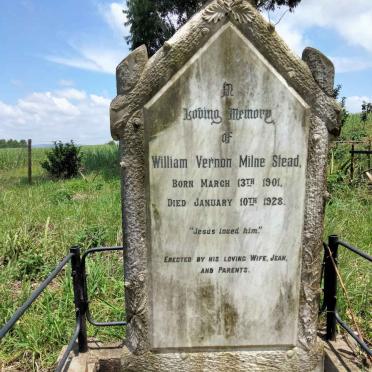 In
Loving Memory
of
William Vernon Milne Stead,
Born March 13th 1901,
Died January 10th 1928.
"Jesus loved him."
Erected by his loving Wife, Jean,
and Parents.